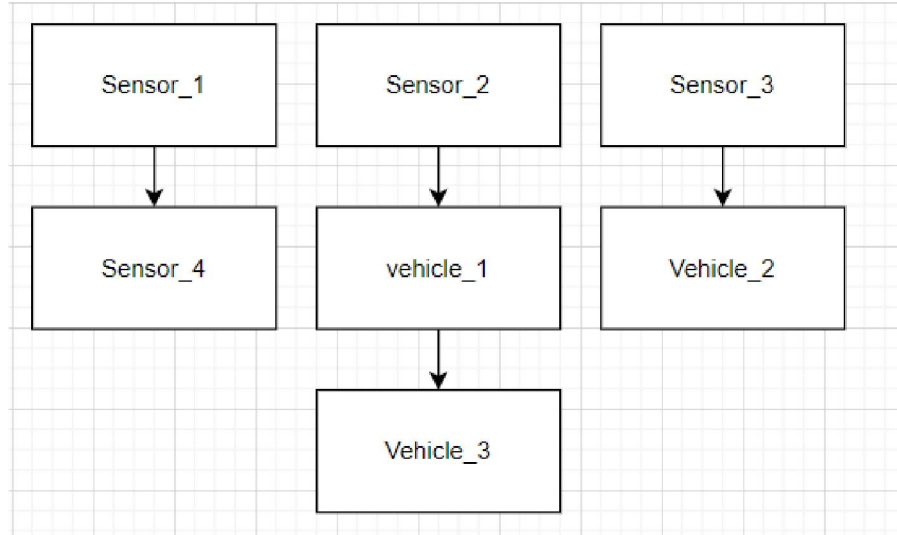 Sensor_1
Sensor_2
Sensor_3
Sensor_4
vehicle_1
Vehicle_2
Vehicle_3